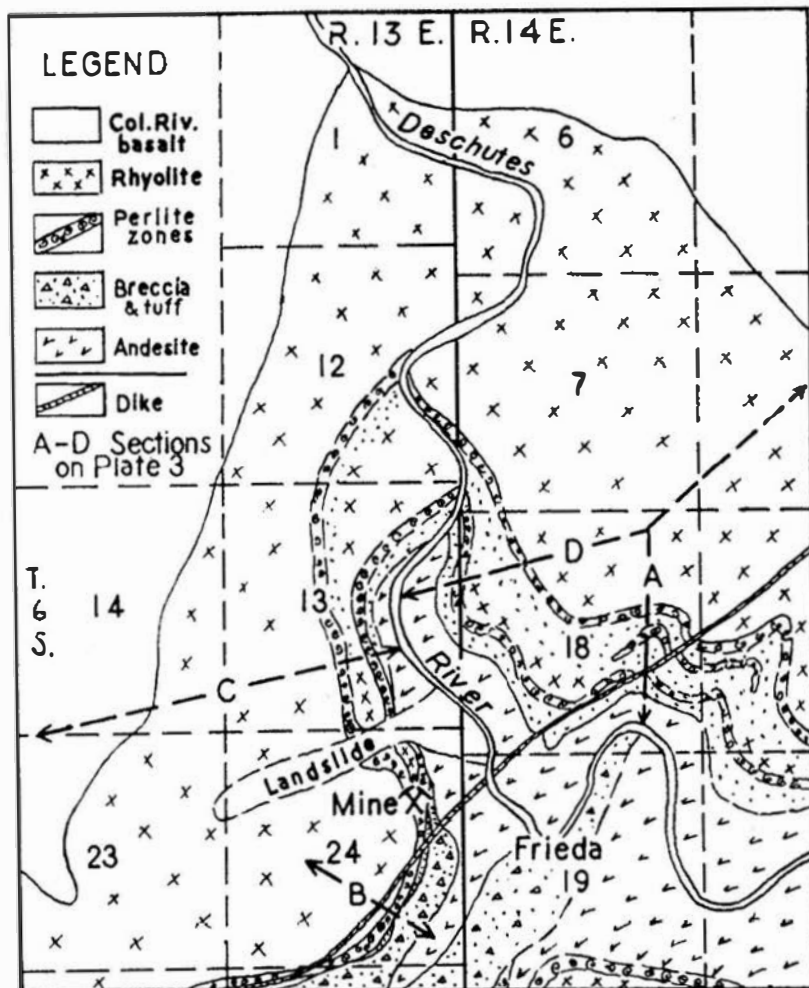 R. 13 E. R. 14 E.
LEGEND
Col. Riv.
basalt
Rhyolite
Perlite
zones
Breccia
& tuff
Andesite
Dike
A-D Sections
on Plate 3
1
Deschutes
6
12
7
T.
6
S.
14
13
D
A
18
River
C
Landslide
Mine
23
24
B
Frieda
19